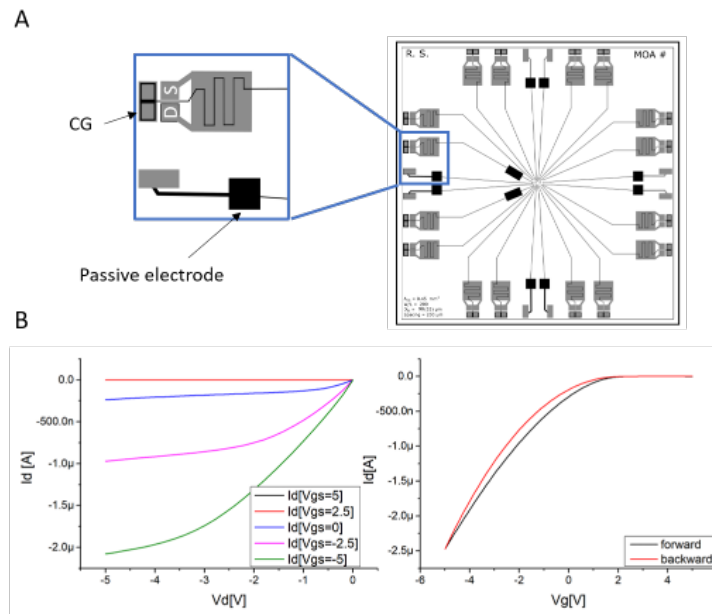 A
R. S.
MOA #
S
D
CG
Passive electrode
B
0.0
-500.0n
-1.0µ
-1.5µ
-2.0µ
Id [A]
-5
-4
-3
-2
-1
0
Vd[V]
Id[Vgs=5]
Id[Vgs=2.5]
Id[Vgs=0]
Id[Vgs=-2.5]
Id[Vgs=-5]
0.0
-500.0n
-1.0µ
-1.5µ
-2.0µ
-2.5µ
Id[A]
-6
-4
-2
0
2
4
Vg[V]
forward
backward